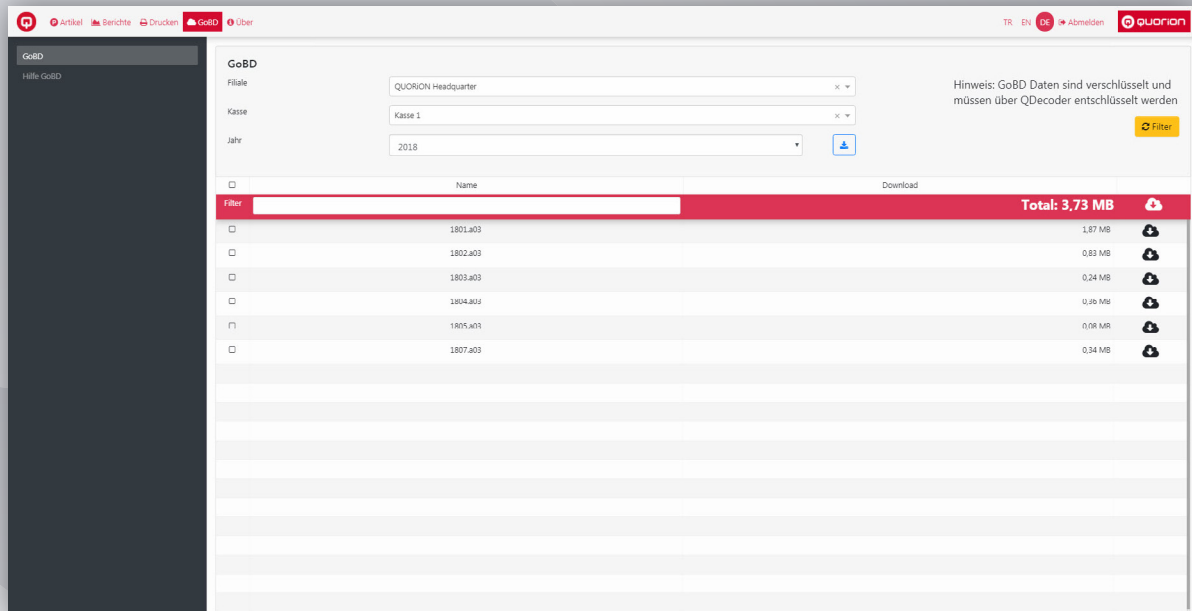 Artikel Berichte Drucken GoBD Über TR EN DE Abmelden QUORION
GoBD
Hilfe GoBD
GoBD
Filiale QUORiON Headquarter
Kasse Kasse 1
Jahr 2018
Hinweis: GoBD Daten sind verschlüsselt und
müssen über QDecoder entschlüsselt werden
Filter
Name Download
Filter Total: 3,73 MB
1801.a03 1,87 MB
1802.a03 0,83 MB
1803.a03 0,24 MB
1804.a03 0,36 MB
1805.a03 0,08 MB
1807.a03 0,34 MB